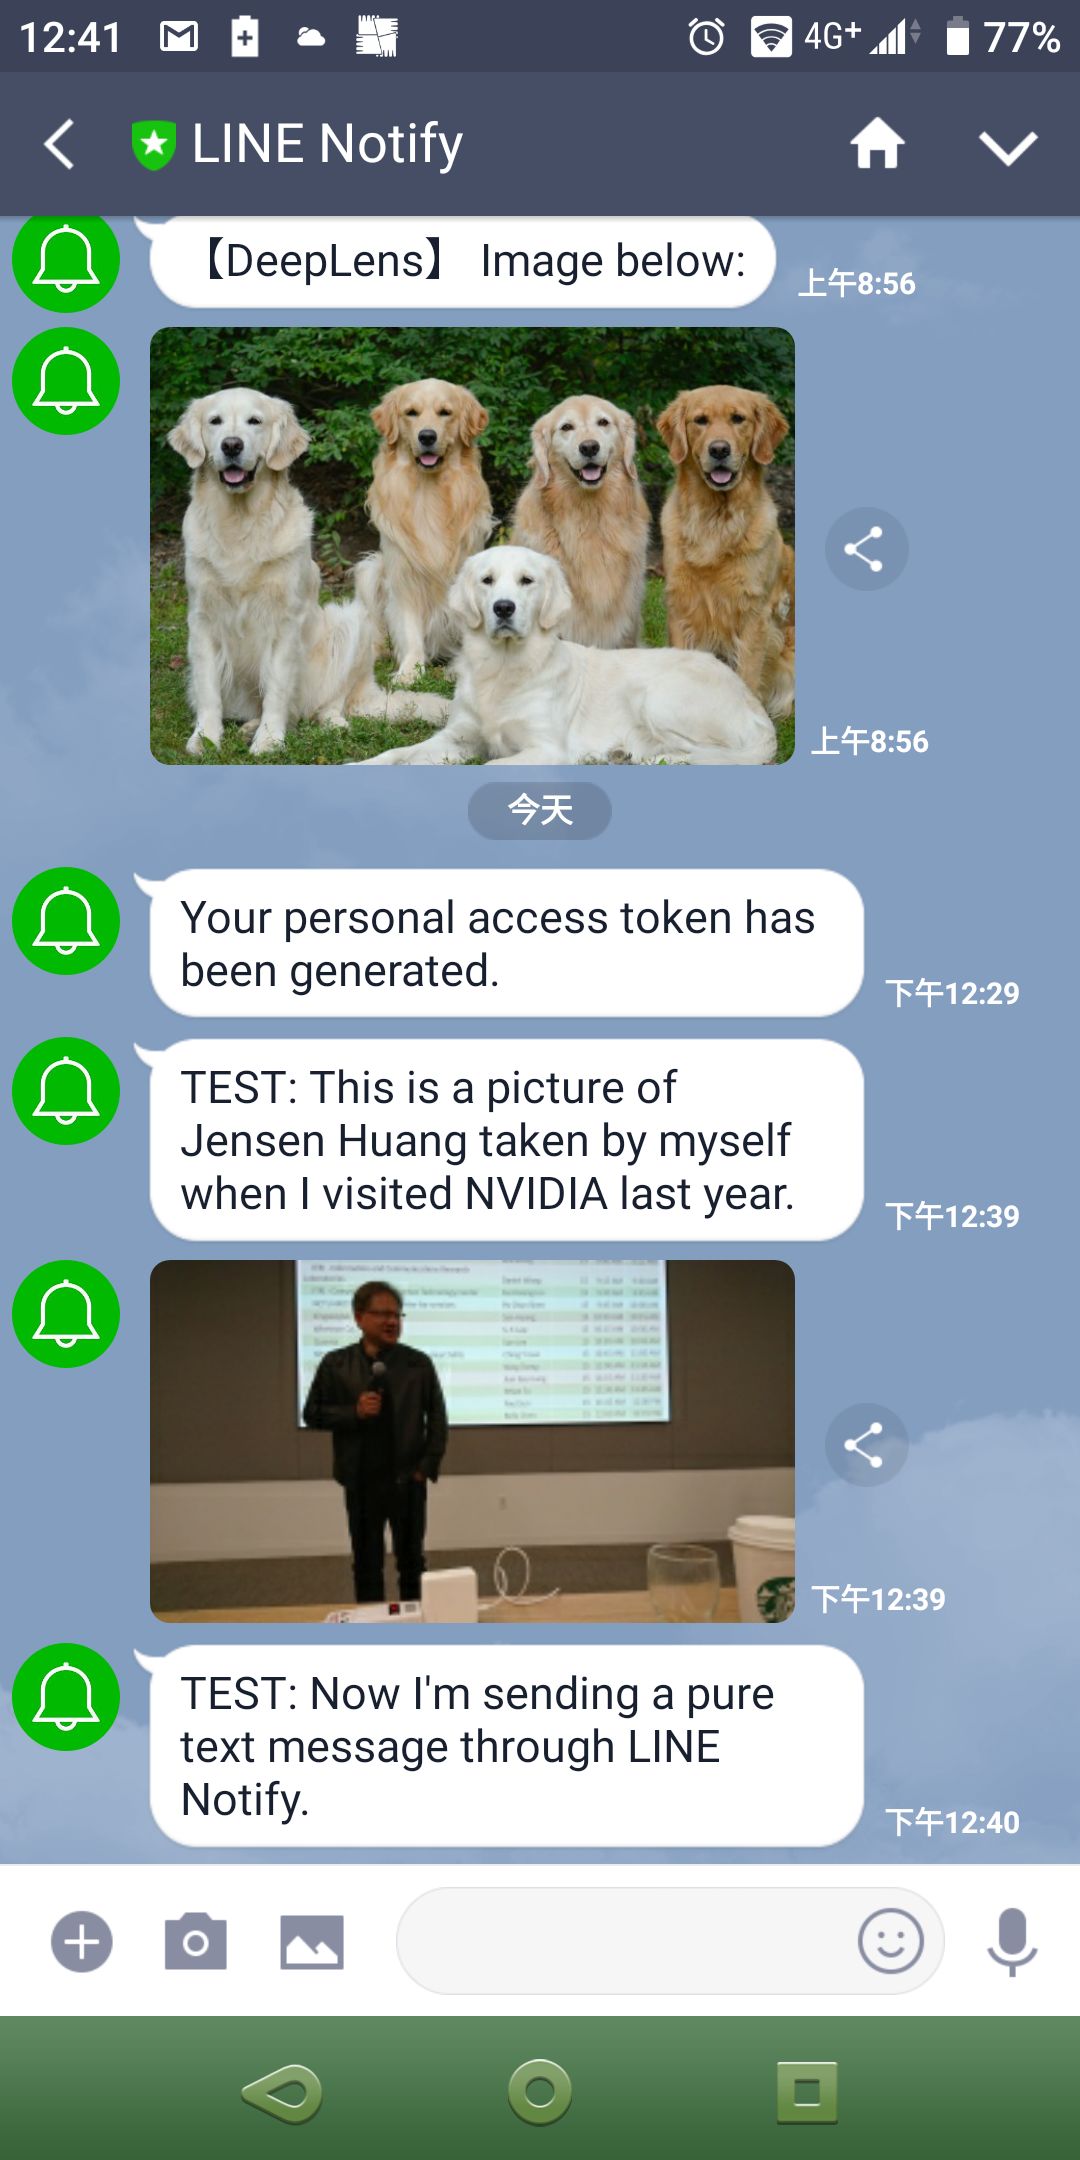 12:41
4G+
77%
LINE Notify
【DeepLens】 Image below:
上午8:56
上午8:56
今天
Your personal access token has
been generated.
下午12:29
TEST: This is a picture of
Jensen Huang taken by myself
when I visited NVIDIA last year.
下午12:39
下午12:39
TEST: Now I'm sending a pure
text message through LINE
Notify.
下午12:40